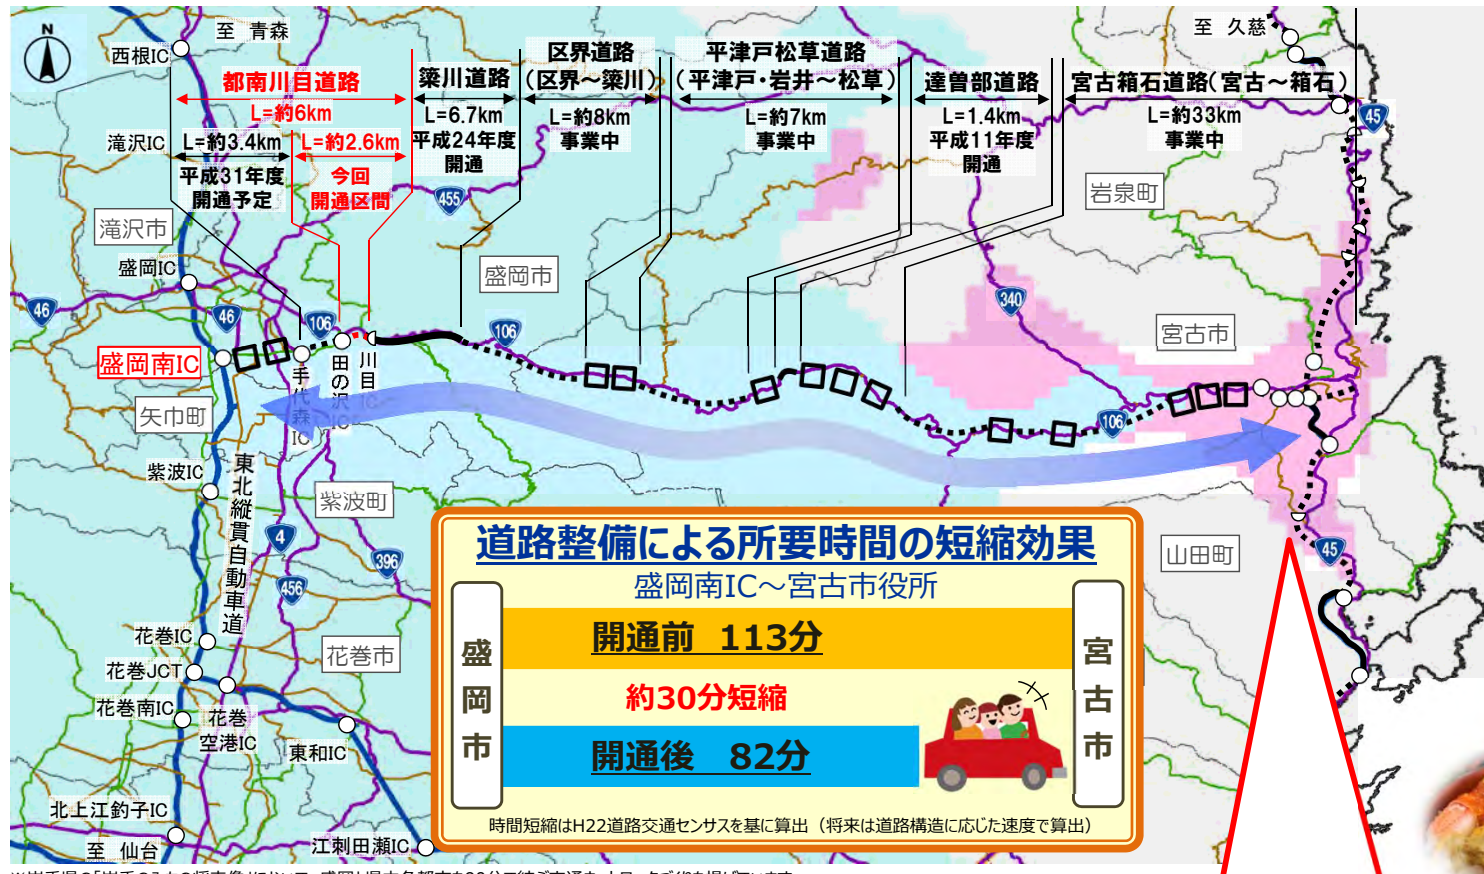 N
至 青森
西根IC
滝沢IC
滝沢市
盛岡IC
都南川目道路
L=約6km
L=約3.4km
平成31年度
開通予定
L=約2.6km
今回
開通区間
簗川道路
L=6.7km
平成24年度
開通
区界道路
(区界～簗川)
L=約8km
事業中
平津戸松草道路
(平津戸・岩井～松草)
L=約7km
事業中
達曽部道路
L=1.4km
平成11年度
開通
宮古箱石道路(宮古～箱石)
L=約33km
事業中
至 久慈
45
455
岩泉町
盛岡市
340
宮古市
46
46
106
106
106
盛岡南IC
手代森IC
田の沢IC
川目IC
矢巾町
紫波IC
紫波町
東北縦貫自動車道
4
456
396
花巻IC
花巻JCT
花巻南IC
花巻
空港IC
花巻市
東和IC
北上江釣子IC
至 仙台
江刺田瀬IC
山田町
45
道路整備による所要時間の短縮効果
盛岡南IC～宮古市役所
盛岡市
開通前 113分
約30分短縮
開通後 82分
宮古市
時間短縮はH22道路交通センサスを基に算出（将来は道路構造に応じた速度で算出）